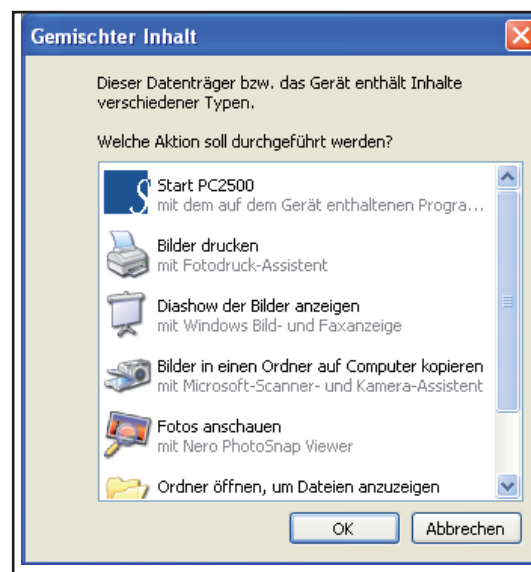 Gemischter Inhalt
Dieser Datenträger bzw. das Gerät enthält Inhalte
verschiedener Typen.
Welche Aktion soll durchgeführt werden?
Start PC2500
mit dem auf dem Gerät enthaltenen Progra...
Bilder drucken
mit Fotodruck-Assistent
Diashow der Bilder anzeigen
mit Windows Bild- und Faxanzeige
Bilder in einen Ordner auf Computer kopieren
mit Microsoft-Scanner- und Kamera-Assistent
Fotos anschauen
mit Nero PhotoSnap Viewer
Ordner öffnen, um Dateien anzuzeigen
OK
Abbrechen